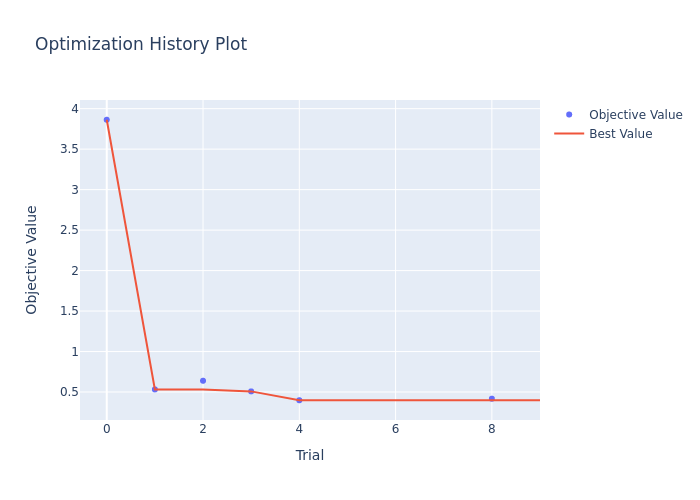 Optimization History Plot
Objective Value
Best Value
4
3.5
3
2.5
2
1.5
1
0.5
Objective Value
0
2
4
6
8
Trial